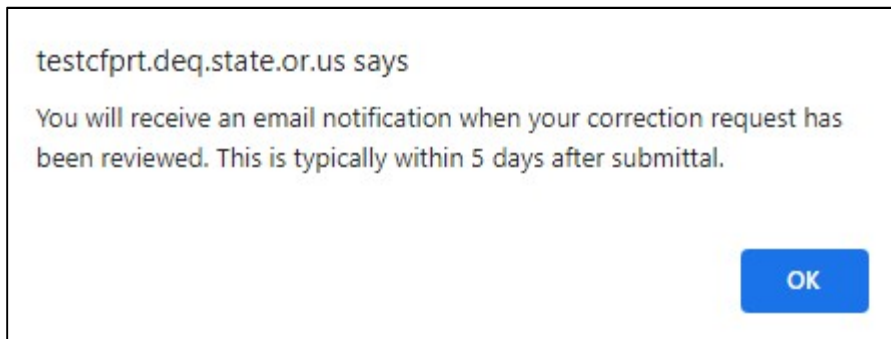 testcfprt.deq.state.or.us says
You will receive an email notification when your correction request has
been reviewed. This is typically within 5 days after submittal.
OK